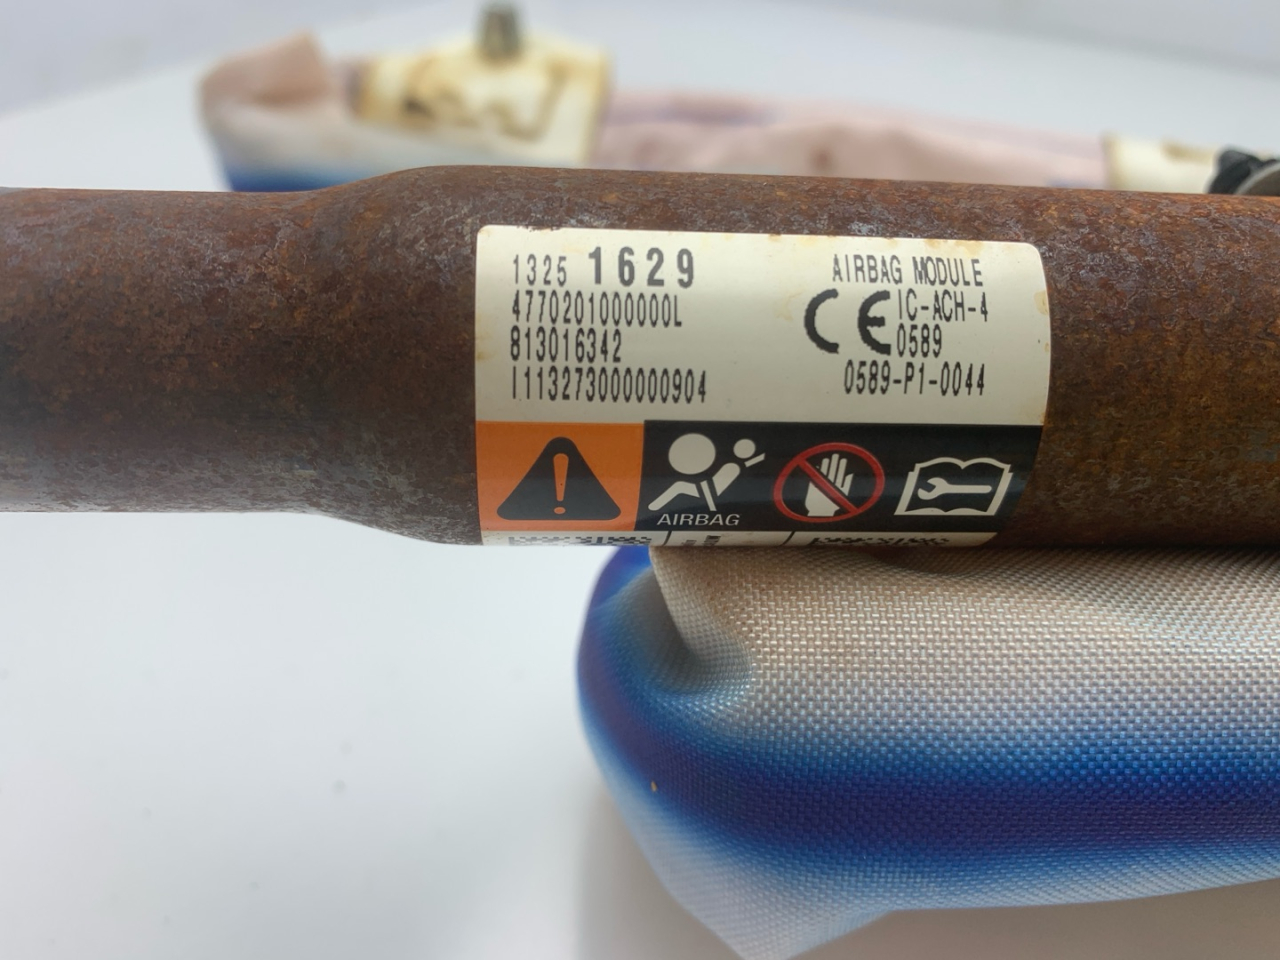 1325 1629
4770201000000L
813016342
I113273000000904
AIRBAG MODULE
CE IC-ACH-4
0589
0589-P1-0044
AIRBAG